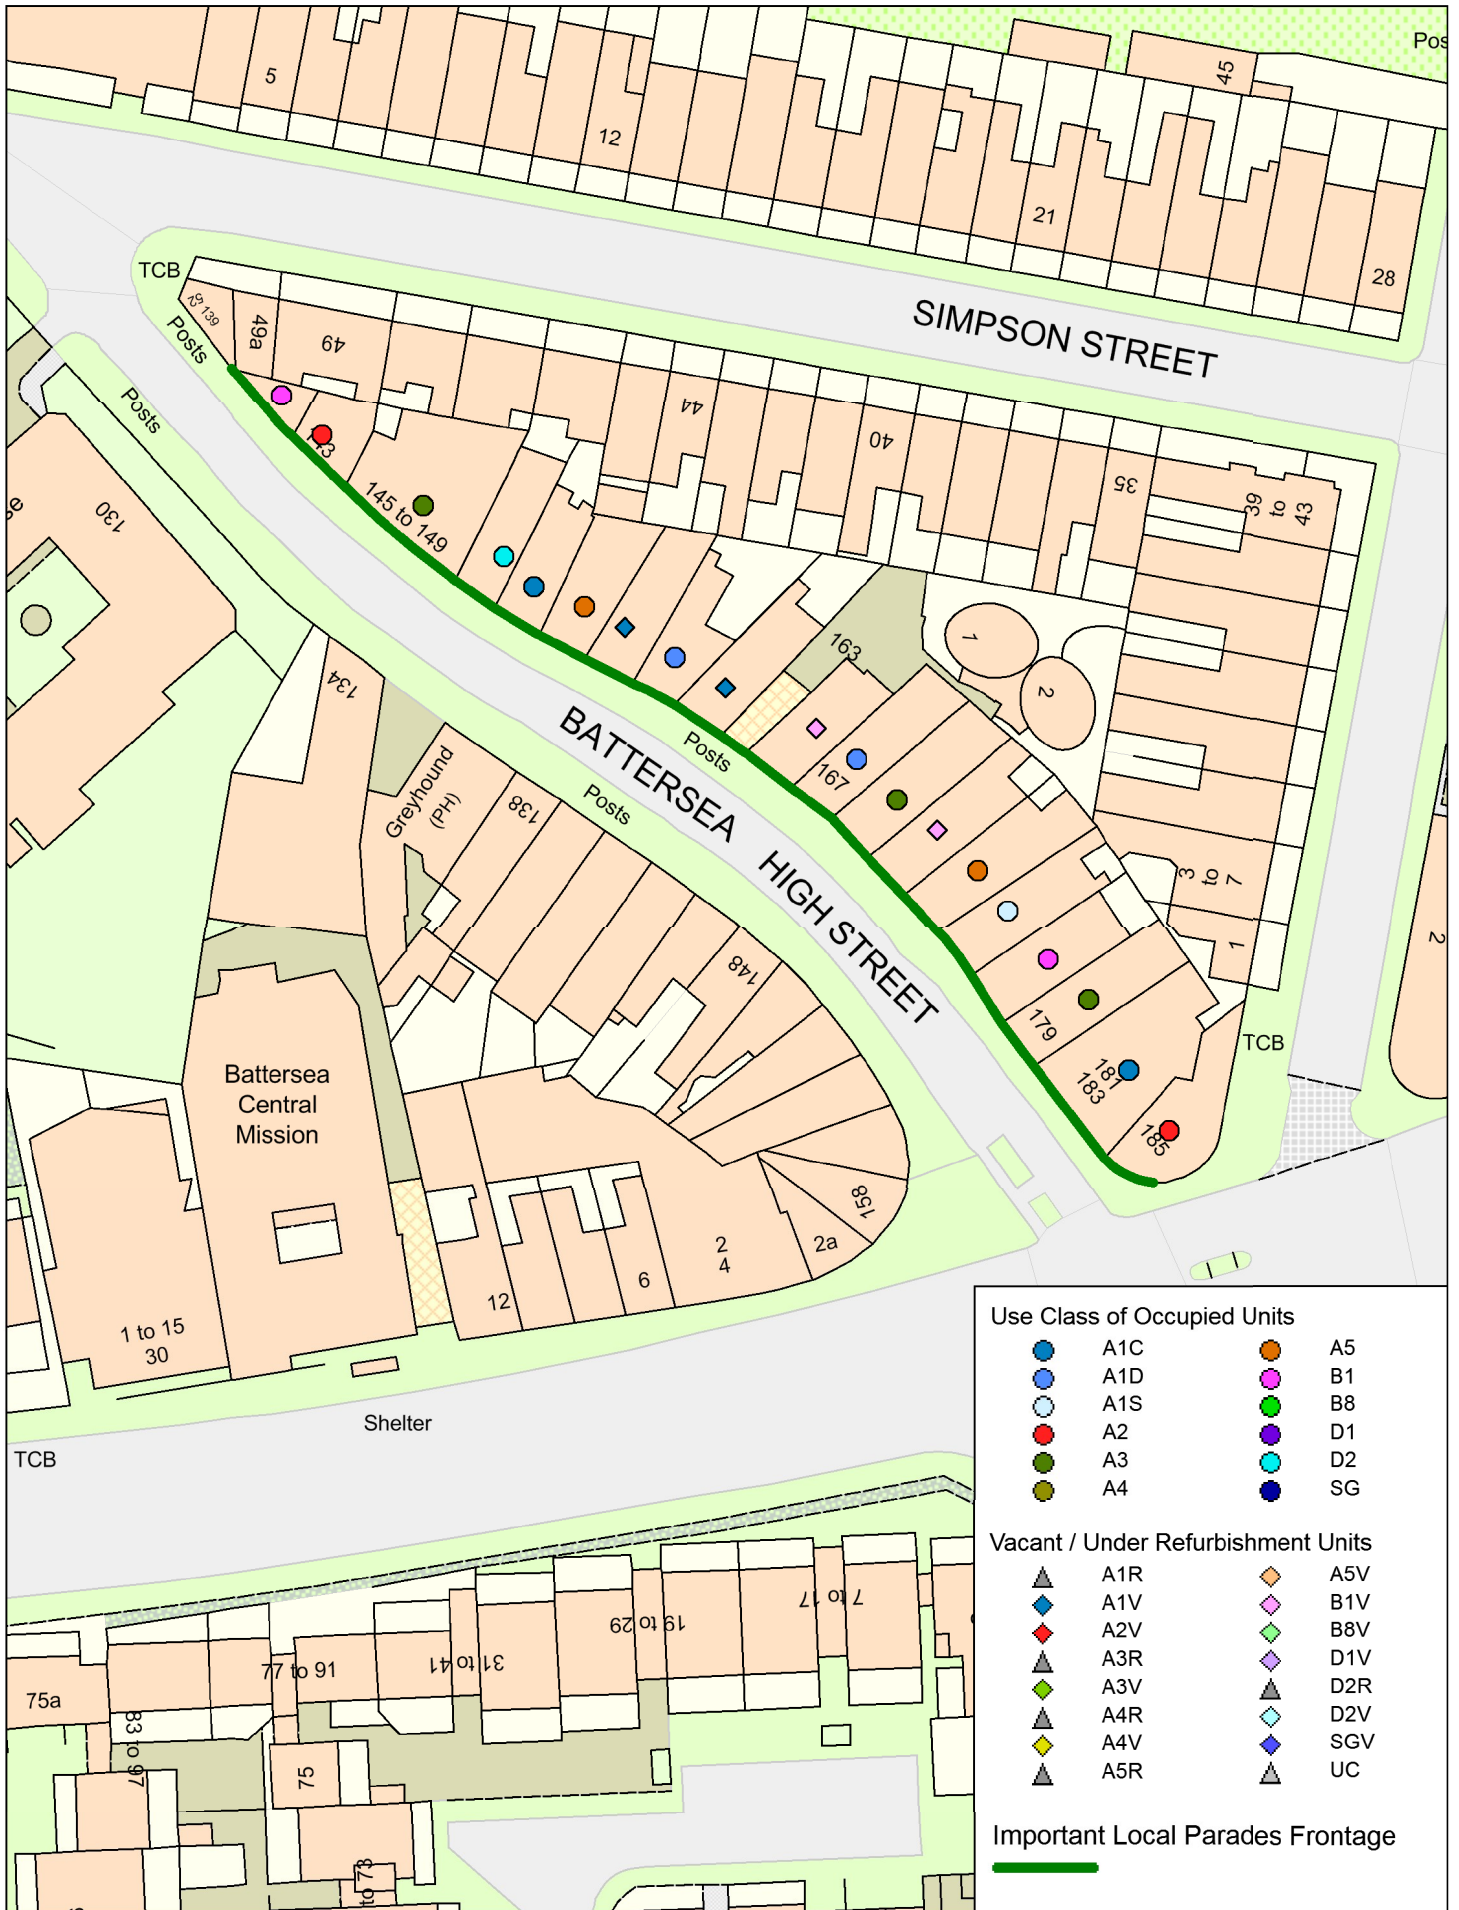 Pos
5
45
12
21
28
TCB
SIMPSON STREET
139
49a
49
Posts
Posts
44
40
35
39
to
43
143
145 to 149
130
163
1
2
134
Greyhound
(PH)
138
Posts
Posts
BATTERSEA HIGH STREET
167
148
3
to
7
1
2
179
TCB
181
183
185
Battersea
Central
Mission
158
2a
2
4
6
12
1 to 15
30
Shelter
TCB
7 to 17
19 to 29
31 to 41
77 to 91
75a
83 to 97
75
to 73
Use Class of Occupied Units
A1C
A1D
A1S
A2
A3
A4
A5
B1
B8
D1
D2
SG
Vacant / Under Refurbishment Units
A1R
A1V
A2V
A3R
A3V
A4R
A4V
A5R
A5V
B1V
B8V
D1V
D2R
D2V
SGV
UC
Important Local Parades Frontage